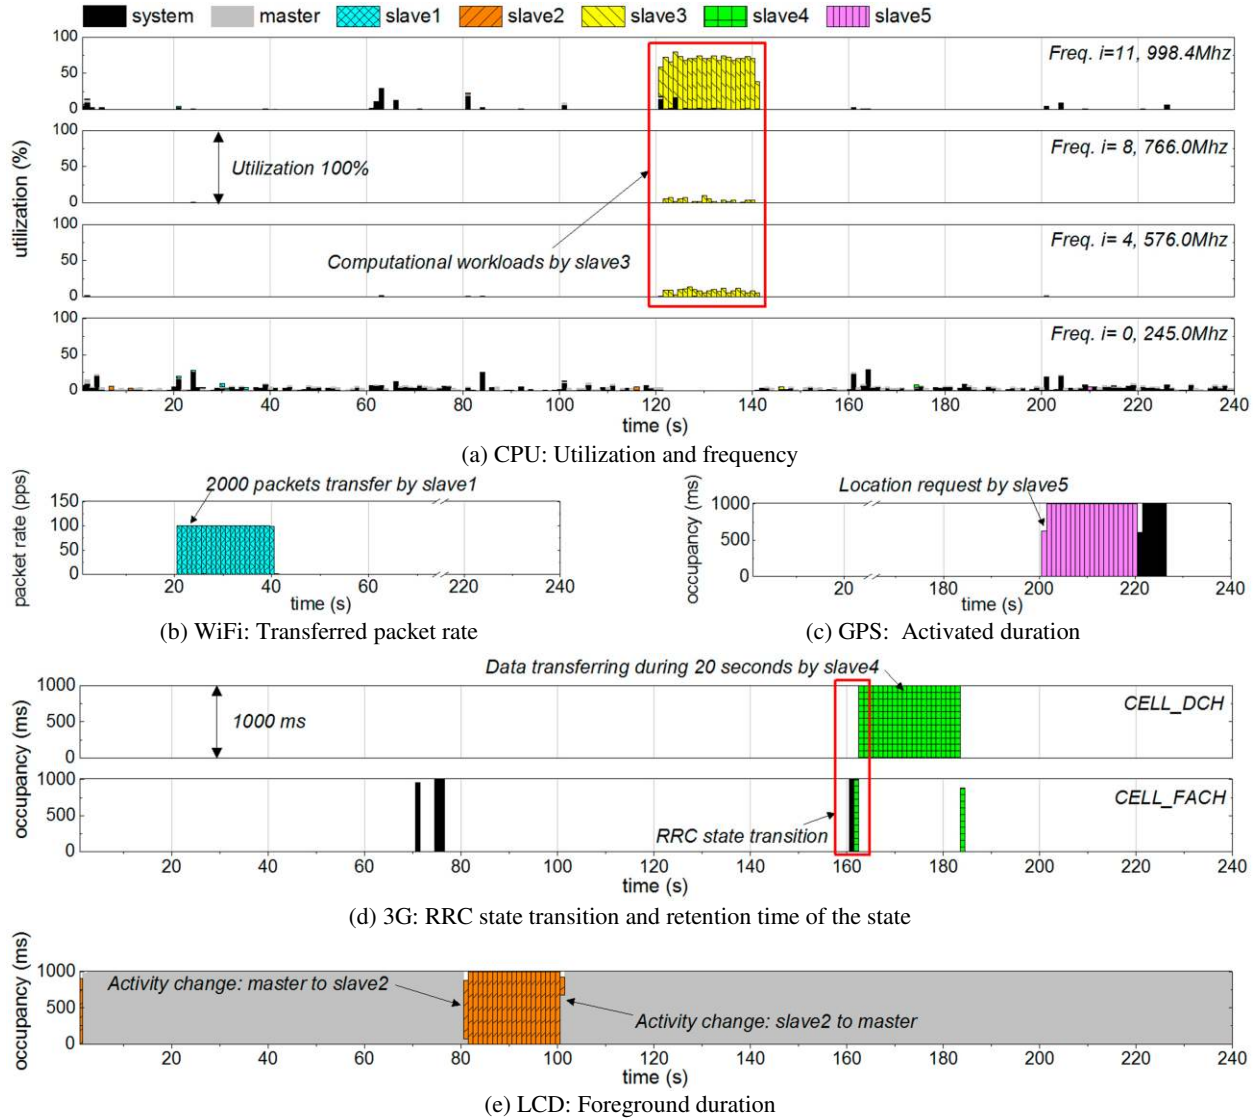 system master slave1 slave2 slave3 slave4 slave5
100
50
0
Freq. i=11, 998.4Mhz
100
50
0
Utilization 100%
Freq. i= 8, 766.0Mhz
utilization (%)
100
50
0
Computational workloads by slave3
Freq. i= 4, 576.0Mhz
100
50
0
Freq. i= 0, 245.0Mhz
20 40 60 80 100 120 140 160 180 200 220 240
time (s)
(a) CPU: Utilization and frequency
packet rate (pps)
150
100
50
0
2000 packets transfer by slave1
20 40 60 220 240
time (s)
(b) WiFi: Transferred packet rate
occupancy (ms)
1000
500
0
Location request by slave5
20 180 200 220 240
time (s)
(c) GPS: Activated duration
Data transferring during 20 seconds by slave4
occupancy (ms)
1000
500
0
1000 ms
CELL_DCH
occupancy (ms)
1000
500
0
RRC state transition
CELL_FACH
20 40 60 80 100 120 140 160 180 200 220 240
time (s)
(d) 3G: RRC state transition and retention time of the state
occupancy (ms)
1000
500
0
Activity change: master to slave2
Activity change: slave2 to master
20 40 60 80 100 120 140 160 180 200 220 240
time (s)
(e) LCD: Foreground duration